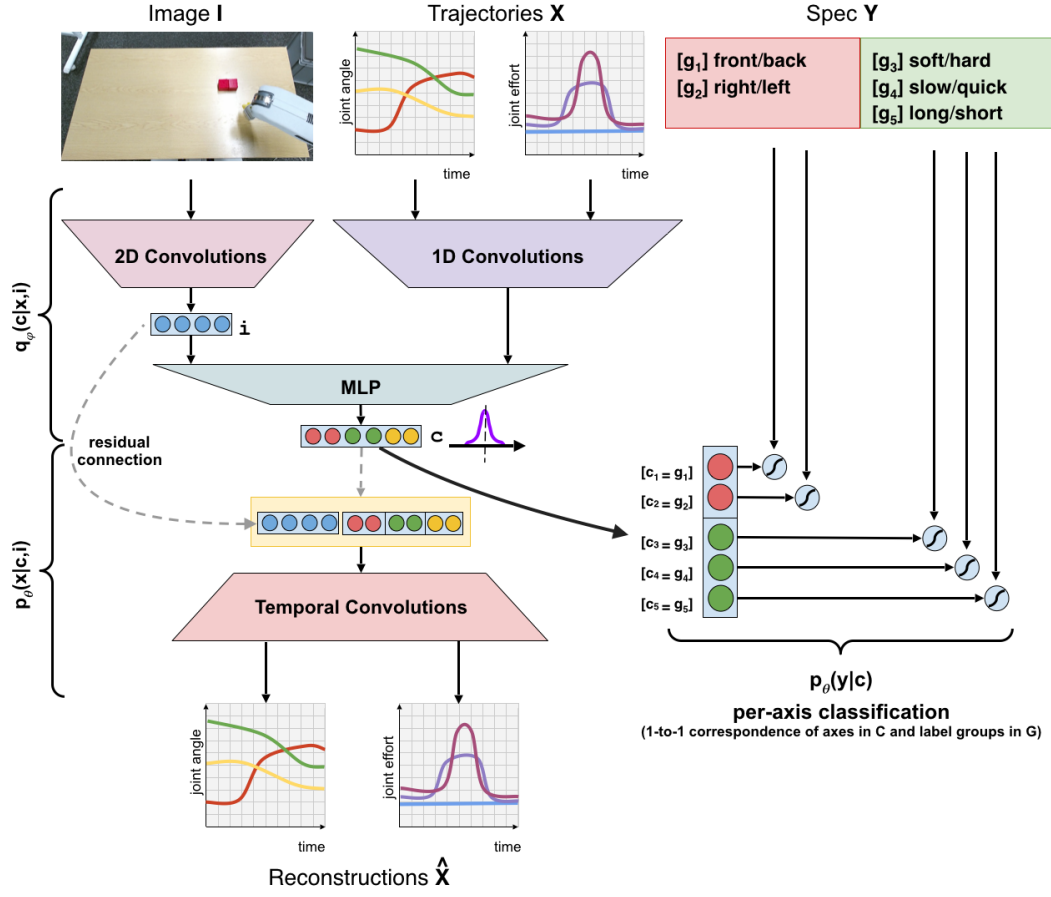 Image I
Trajectories X
Spec Y
joint angle
time
joint effort
time
[g₁] front/back
[g₂] right/left
[g₃] soft/hard
[g₄] slow/quick
[g₅] long/short
2D Convolutions
1D Convolutions
qφ(c|x,i)
i
MLP
c
residual
connection
[c₁ = g₁]
[c₂ = g₂]
[c₃ = g₃]
[c₄ = g₄]
[c₅ = g₅]
pθ(x|c,i)
Temporal Convolutions
pθ(y|c)
per-axis classification
(1-to-1 correspondence of axes in C and label groups in G)
joint angle
time
joint effort
time
Reconstructions X̂